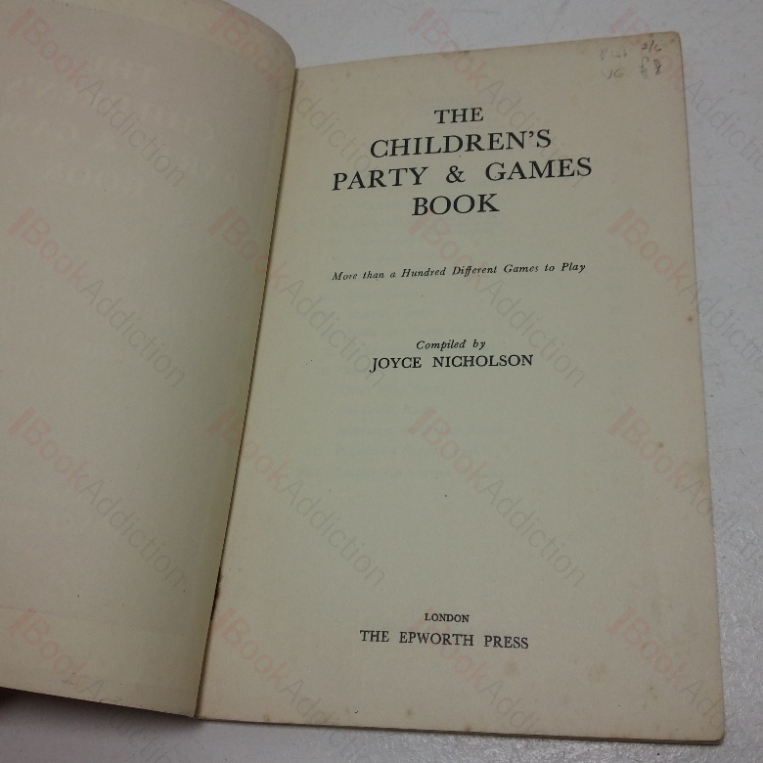 THE
CHILDREN'S
PARTY & GAMES
BOOK
More than a Hundred Different Games to Play
Compiled by
JOYCE NICHOLSON
LONDON
THE EPWORTH PRESS
BookAddiction